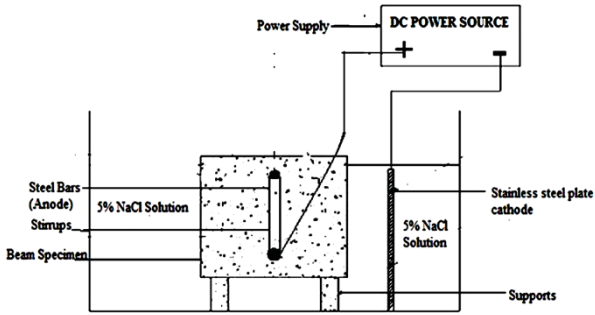 Power Supply
DC POWER SOURCE
+ -
Steel Bars
(Anode)
5% NaCl Solution
Stirrups
Beam Specimen
Stainless steel plate
cathode
5% NaCl
Solution
Supports